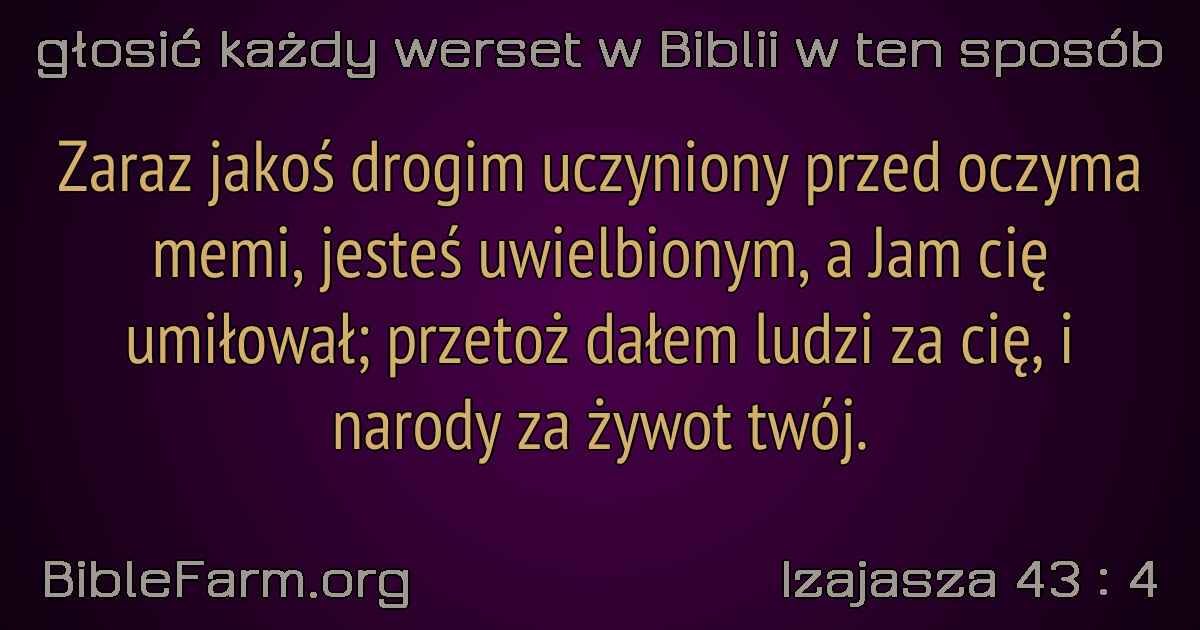 głosić każdy werset w Biblii w ten sposób
Zaraz jakoś drogim uczyniony przed oczyma
memi, jesteś uwielbionym, a Jam cię
umiłował; przetoż dałem ludzi za cię, i
narody za żywot twój.
BibleFarm.org
Izajasza 43 : 4